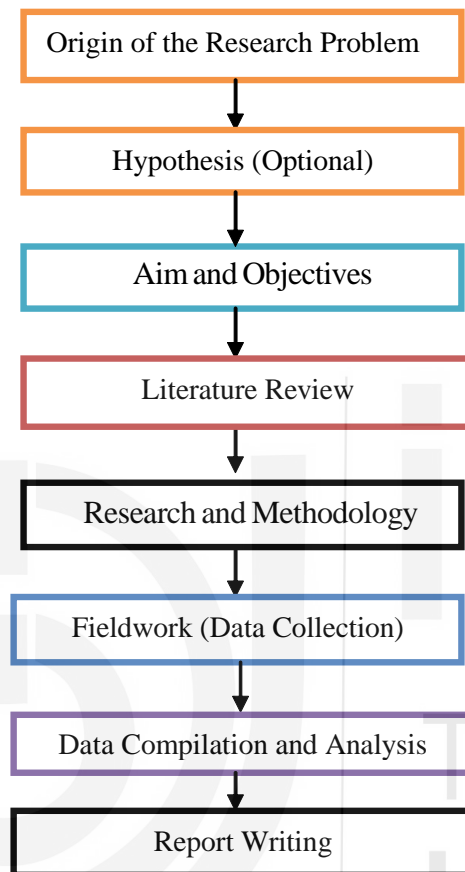 Origin of the Research Problem
Hypothesis (Optional)
Aim and Objectives
Literature Review
Research and Methodology
Fieldwork (Data Collection)
Data Compilation and Analysis
Report Writing